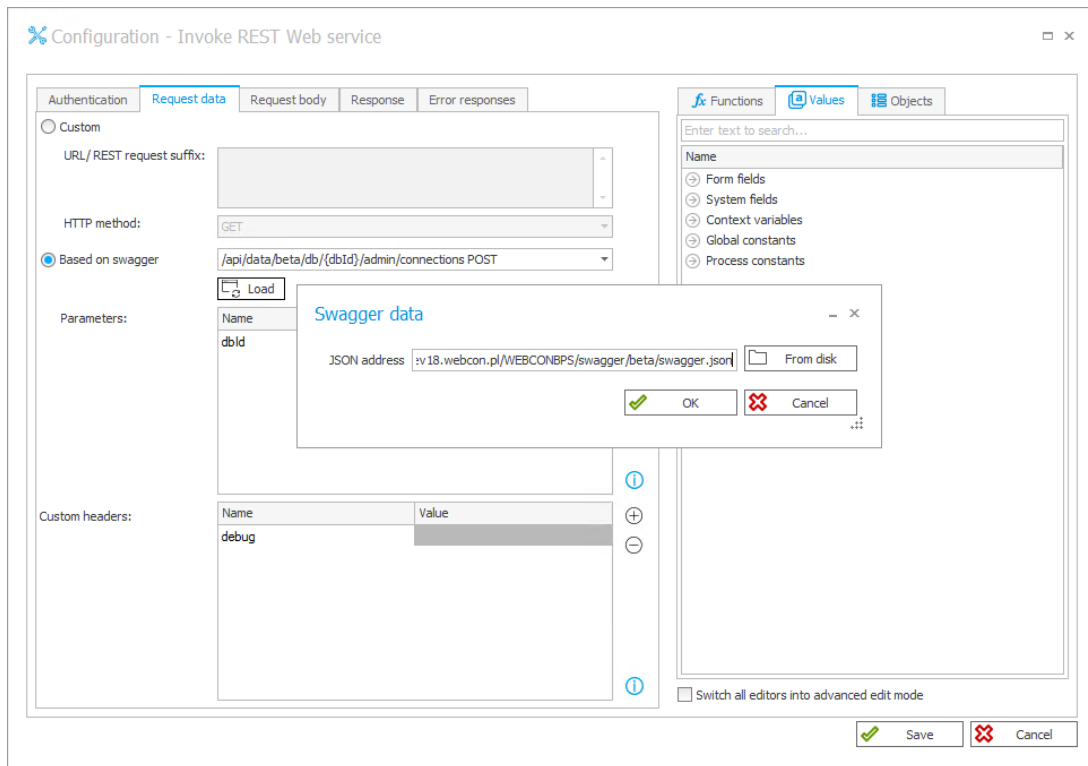 Configuration - Invoke REST Web service
Authentication Request data Request body Response Error responses
Functions Values Objects
Custom
Enter text to search...
URL/REST request suffix:
Name
Form fields
System fields
HTTP method: GET
Context variables
Global constants
Based on swagger /api/data/beta/db/{dbId}/admin/connections POST
Process constants
Load
Parameters: Name
dbId
Swagger data
JSON address :v18.webcon.pl/WEBCONBPS/swagger/beta/swagger.json From disk
OK Cancel
Custom headers: Name Value
debug
Switch all editors into advanced edit mode
Save Cancel